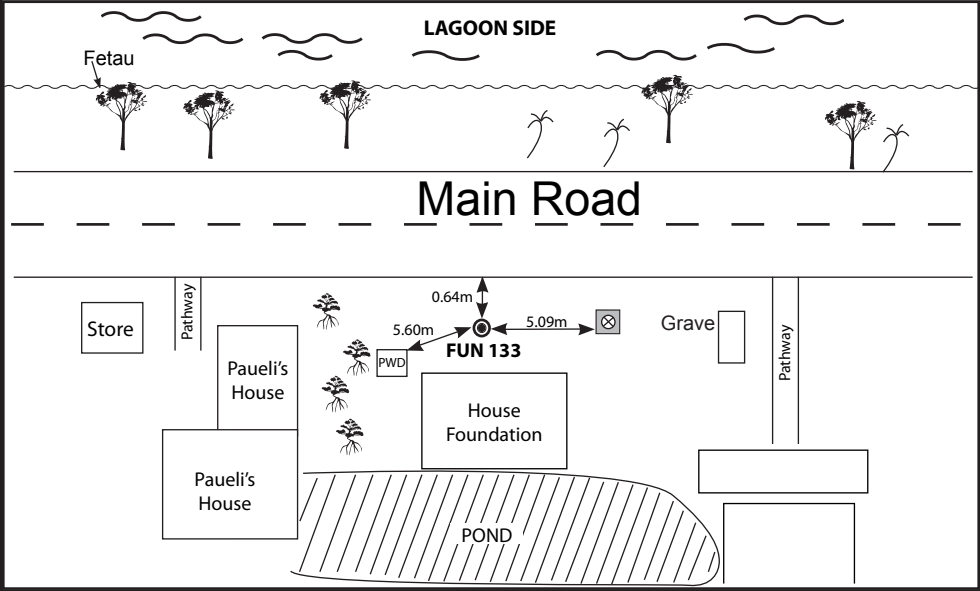 LAGOON SIDE
Fetau
Main Road
Pathway
0.64m
Store
5.60m
5.09m
Grave
FUN 133
PWD
Pathway
Paueli's
House
House
Foundation
Paueli's
House
POND